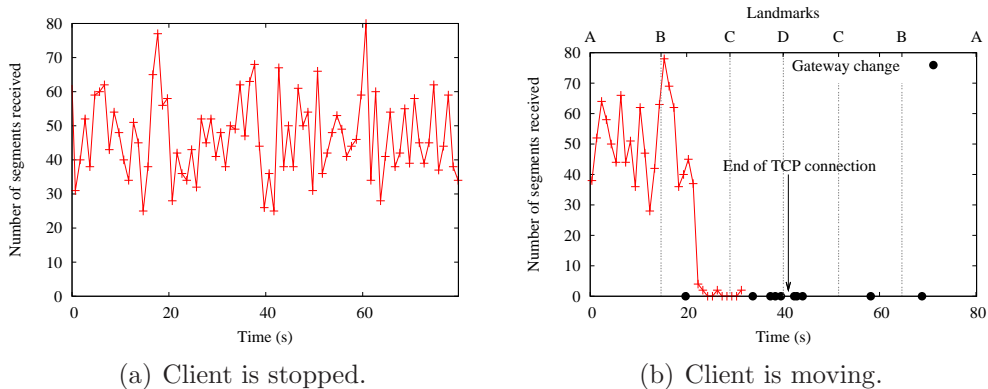 Number of segments received
80
70
60
50
40
30
20
10
0
0
20
40
60
Time (s)
(a) Client is stopped.
Landmarks
A
B
C
D
C
B
A
Number of segments received
80
70
60
50
40
30
20
10
0
Gateway change
End of TCP connection
0
20
40
60
80
Time (s)
(b) Client is moving.